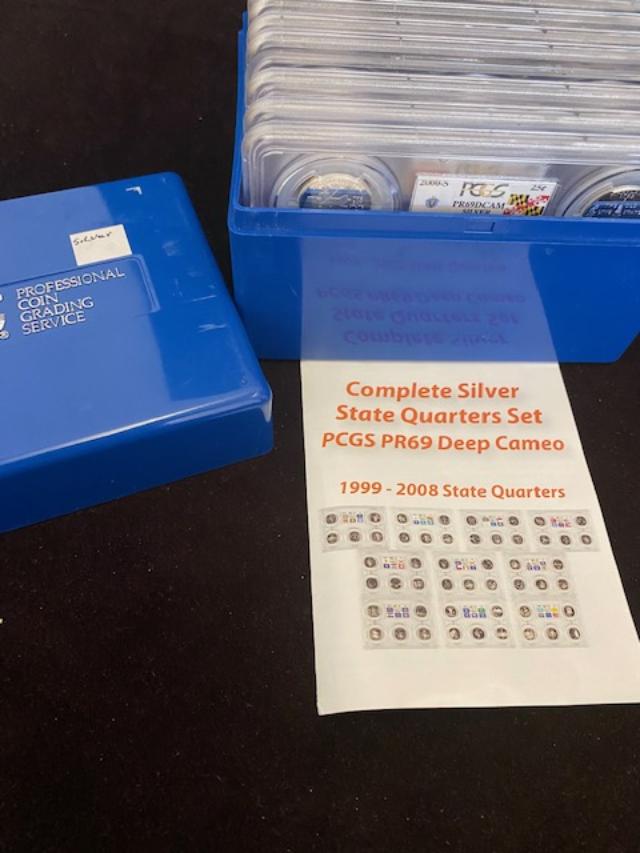 2000-S PCGS 25¢
PR69DCAM
SILVER
Silver
PROFESSIONAL
COIN
GRADING
SERVICE
Complete Silver
State Quarters Set
PCGS PR69 Deep Cameo
1999 - 2008 State Quarters